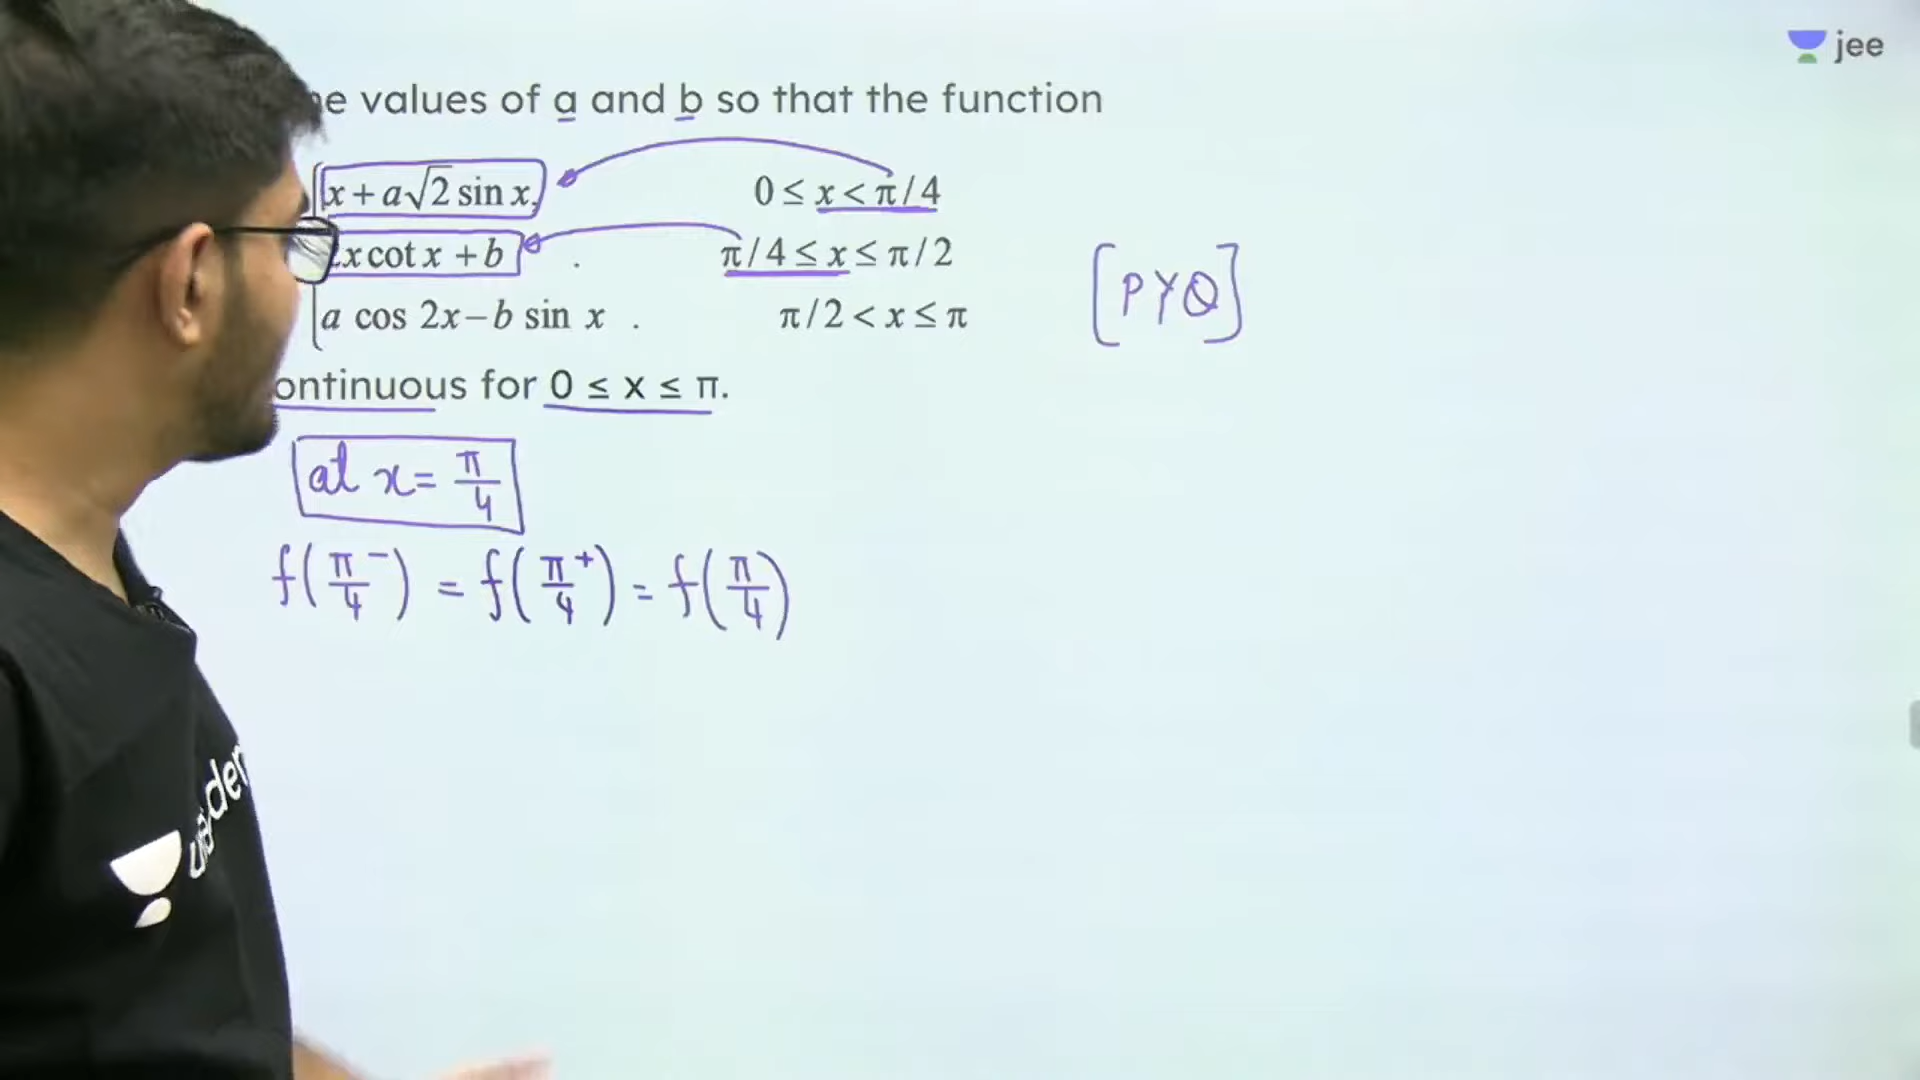 jee
values of a and b so that the function
x + a√2 sin x, 0 ≤ x < π/4
x cot x + b . π/4 ≤ x ≤ π/2
a cos 2x – b sin x . π/2 < x ≤ π
[PYQ]
ontinuous for 0 ≤ x ≤ π.
at x = π/4
f(π/4⁻) = f(π/4⁺) = f(π/4)